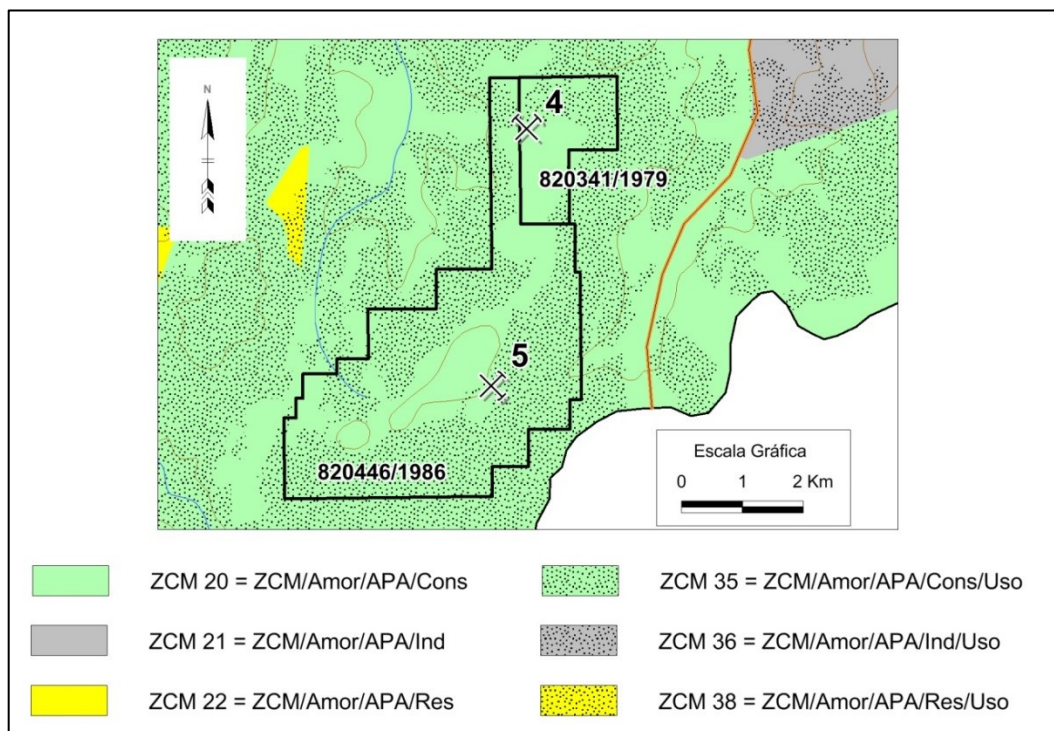 N
4
820341/1979
5
820446/1986
Escala Gráfica
0 1 2 Km
ZCM 20 = ZCM/Amor/APA/Cons
ZCM 35 = ZCM/Amor/APA/Cons/Uso
ZCM 21 = ZCM/Amor/APA/Ind
ZCM 36 = ZCM/Amor/APA/Ind/Uso
ZCM 22 = ZCM/Amor/APA/Res
ZCM 38 = ZCM/Amor/APA/Res/Uso